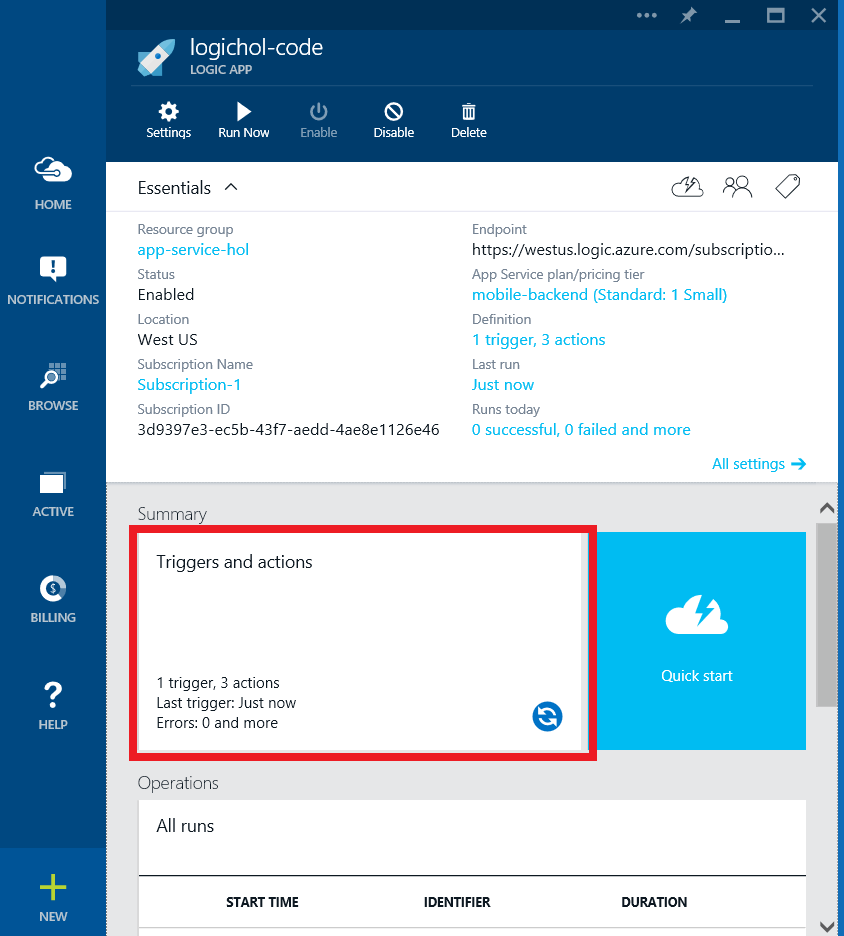 logichol-code
LOGIC APP
Settings
Run Now
Enable
Disable
Delete
HOME
NOTIFICATIONS
BROWSE
ACTIVE
BILLING
HELP
NEW
Essentials
Resource group
app-service-hol
Status
Enabled
Location
West US
Subscription Name
Subscription-1
Subscription ID
3d9397e3-ec5b-43f7-aedd-4ae8e1126e46
Endpoint
https://westus.logic.azure.com/subscriptio...
App Service plan/pricing tier
mobile-backend (Standard: 1 Small)
Definition
1 trigger, 3 actions
Last run
Just now
Runs today
0 successful, 0 failed and more
All settings
Summary
Triggers and actions
1 trigger, 3 actions
Last trigger: Just now
Errors: 0 and more
Quick start
Operations
All runs
START TIME
IDENTIFIER
DURATION